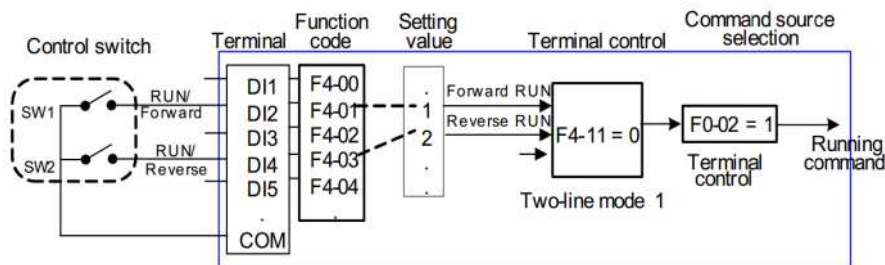 Control switch
SW1
SW2
RUN/
Forward
RUN/
Reverse
Terminal
DI1
DI2
DI3
DI4
DI5
.
COM
Function
code
F4-00
F4-01
F4-02
F4-03
F4-04
.
Setting
value
.
1
2
.
.
Forward RUN
Reverse RUN
Terminal control
F4-11 = 0
Two-line mode 1
Command source
selection
F0-02 = 1
Terminal
control
Running
command